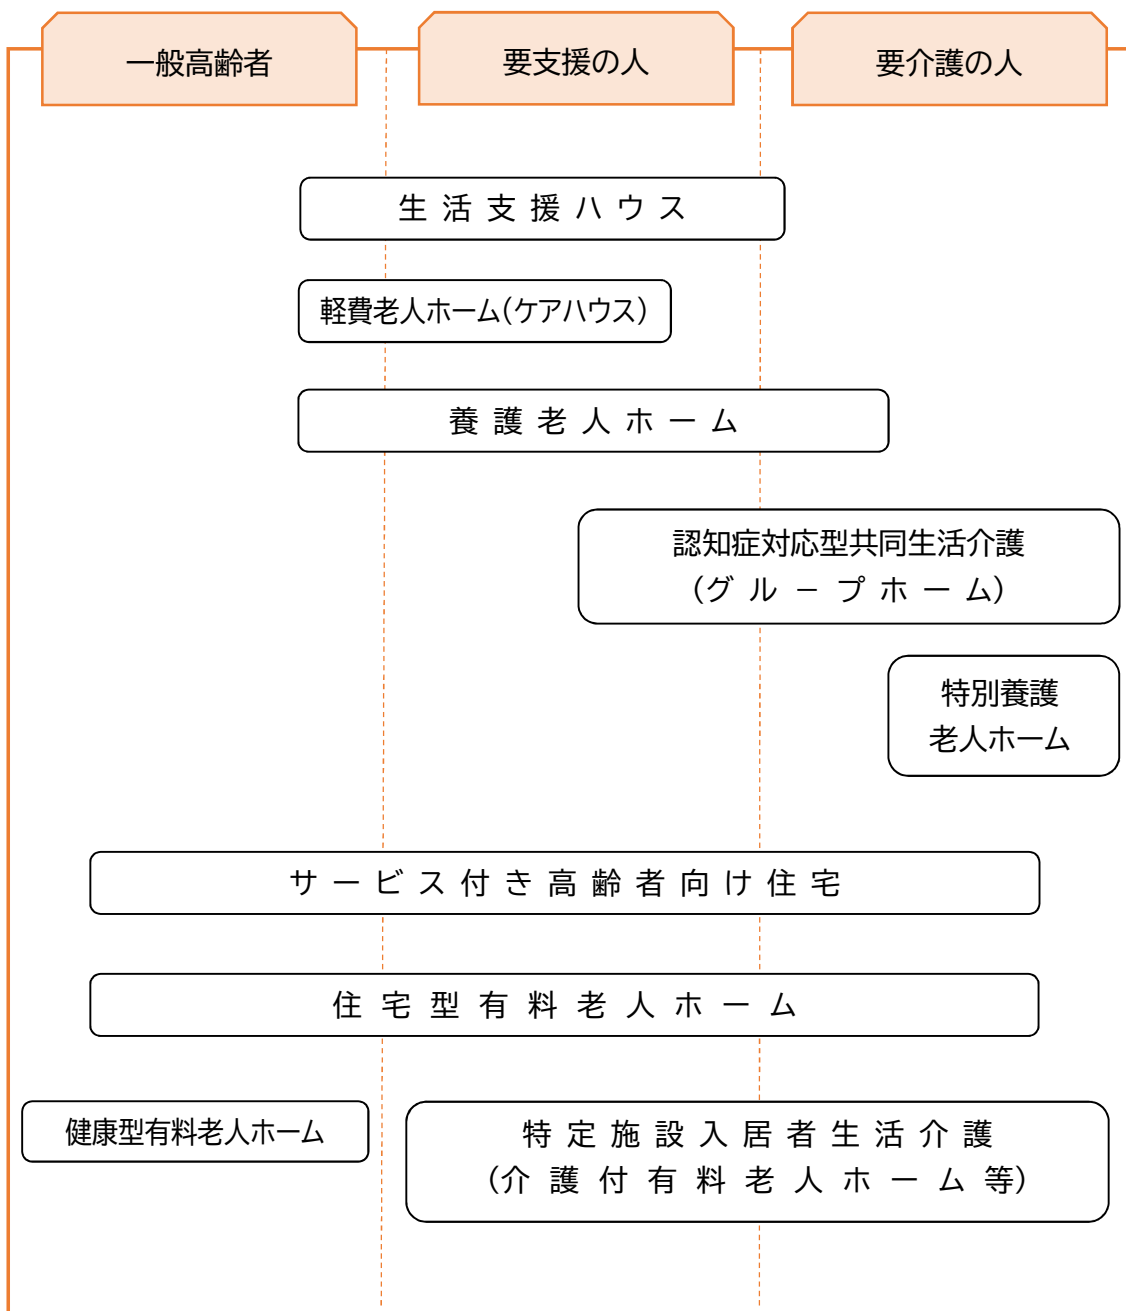 一般高齢者
要支援の人
要介護の人
生活支援ハウス
軽費老人ホーム(ケアハウス)
養護老人ホーム
認知症対応型共同生活介護
(グループホーム)
特別養護
老人ホーム
サービス付き高齢者向け住宅
住宅型有料老人ホーム
健康型有料老人ホーム
特定施設入居者生活介護
(介護付有料老人ホーム等)